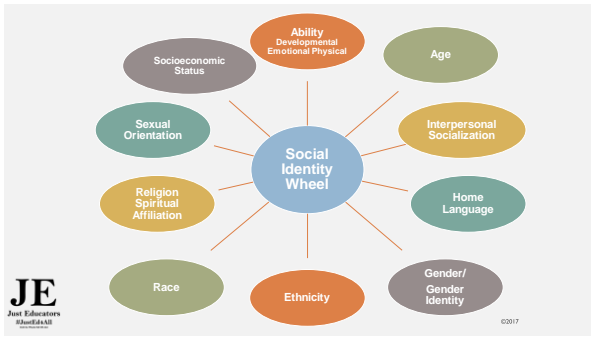 Ability
Developmental
Emotional Physical
Age
Interpersonal
Socialization
Home
Language
Gender/
Gender
Identity
Ethnicity
Race
Religion
Spiritual
Affiliation
Sexual
Orientation
Socioeconomic
Status
Social
Identity
Wheel
JE
Just Educators
#JustEd4All
©2017